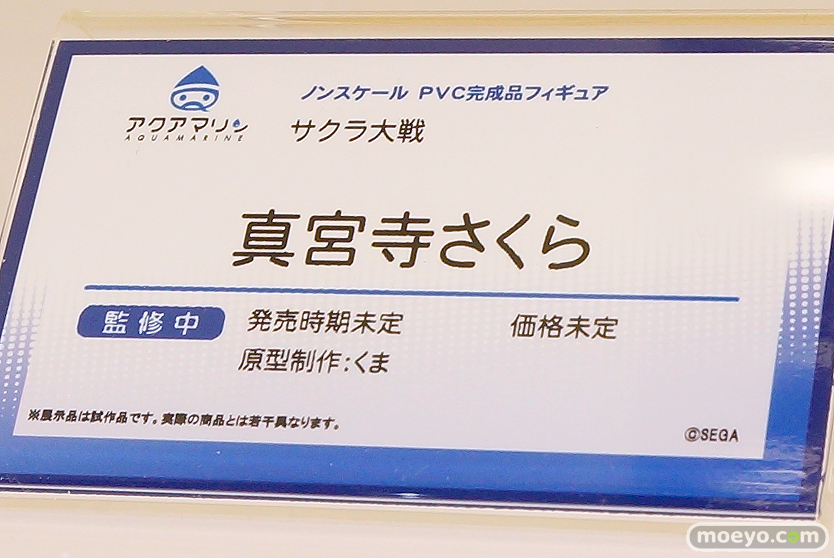 アクアマリン
AQUAMARINE
ノンスケール PVC完成品フィギュア
サクラ大戦
真宮寺さくら
監修中
発売時期未定 価格未定
原型制作：くま
※展示品は試作品です。実際の商品とは若干異なります。
©SEGA
moeyo.com